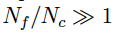 N_f/N_c ≫ 1